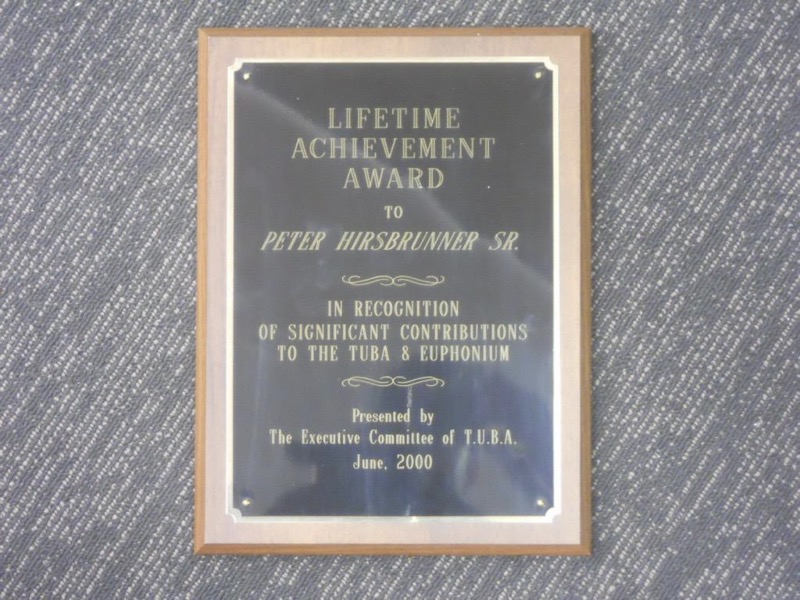 LIFETIME
ACHIEVEMENT
AWARD
TO
PETER HIRSBRUNNER SR.
IN RECOGNITION
OF SIGNIFICANT CONTRIBUTIONS
TO THE TUBA & EUPHONIUM
Presented by
The Executive Committee of T.U.B.A.
June, 2000